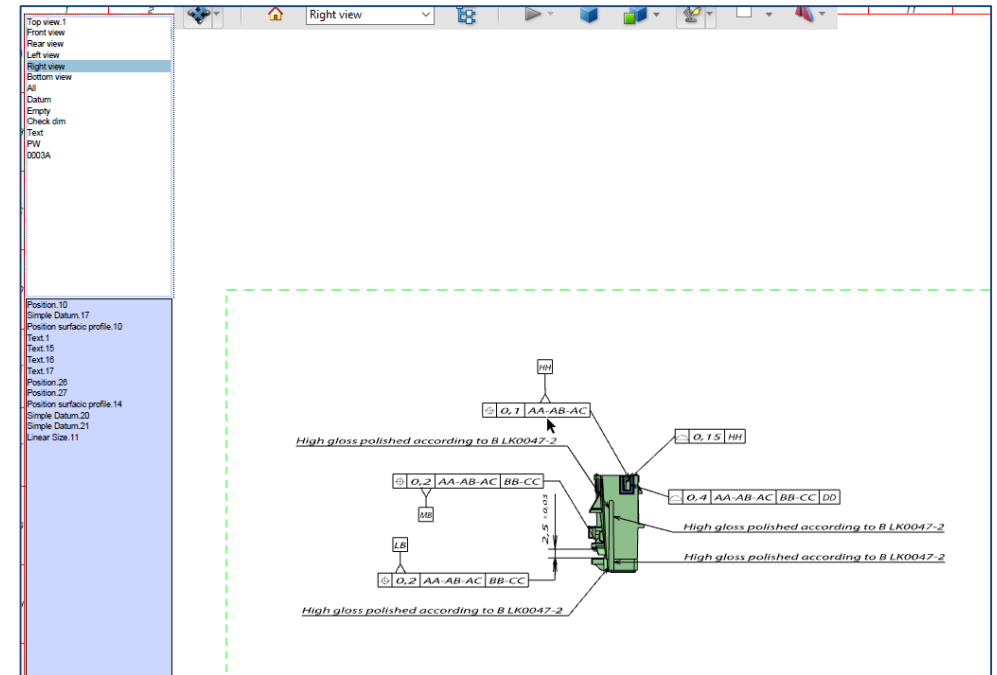 1
2
Right view
11
Top view.1
Front view
Rear view
Left view
Right view
Bottom view
All
Datum
Empty
Check dim
Text
PW
0003A
Position.10
Simple Datum.17
Position surfacic profile.10
Text.1
Text.15
Text.16
Text.17
Position.26
Position.27
Position surfacic profile.14
Simple Datum.20
Simple Datum.21
Linear Size.11
HH
0,1 AA-AB-AC
High gloss polished according to B LK0047-2
0,15 HH
0,2 AA-AB-AC BB-CC
MB
0,4 AA-AB-AC BB-CC DD
2,5 ±0,03
High gloss polished according to B LK0047-2
LB
High gloss polished according to B LK0047-2
0,2 AA-AB-AC BB-CC
High gloss polished according to B LK0047-2